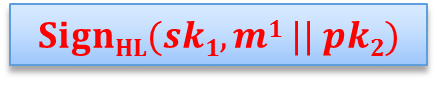 Sign_HL(sk_1, m^1 || pk_2)